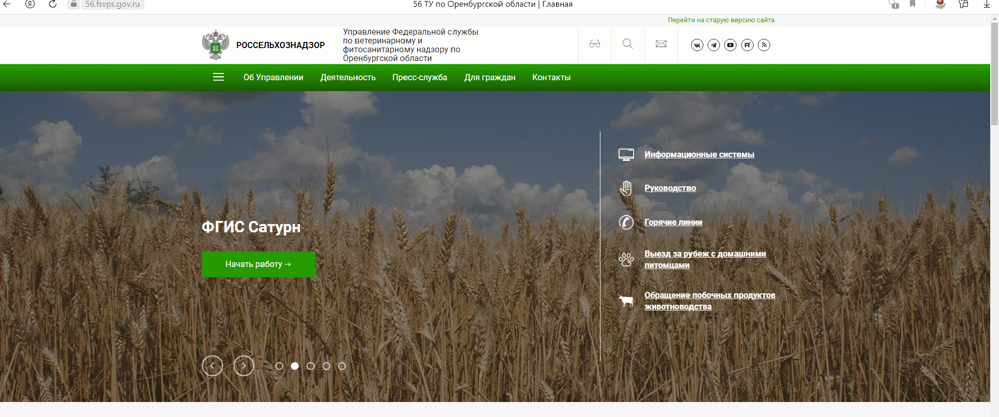 56.fsvps.gov.ru
56 ТУ по Оренбургской области | Главная
1
Перейти на старую версию сайта
РОССЕЛЬХОЗНАДЗОР
Управление Федеральной службы
по ветеринарному и
фитосанитарному надзору по
Оренбургской области
Об Управлении
Деятельность
Пресс-служба
Для граждан
Контакты
ФГИС Сатурн
Начать работу →
Информационные системы
Руководство
Горячие линии
Выезд за рубеж с домашними
питомцами
Обращение побочных продуктов
животноводства